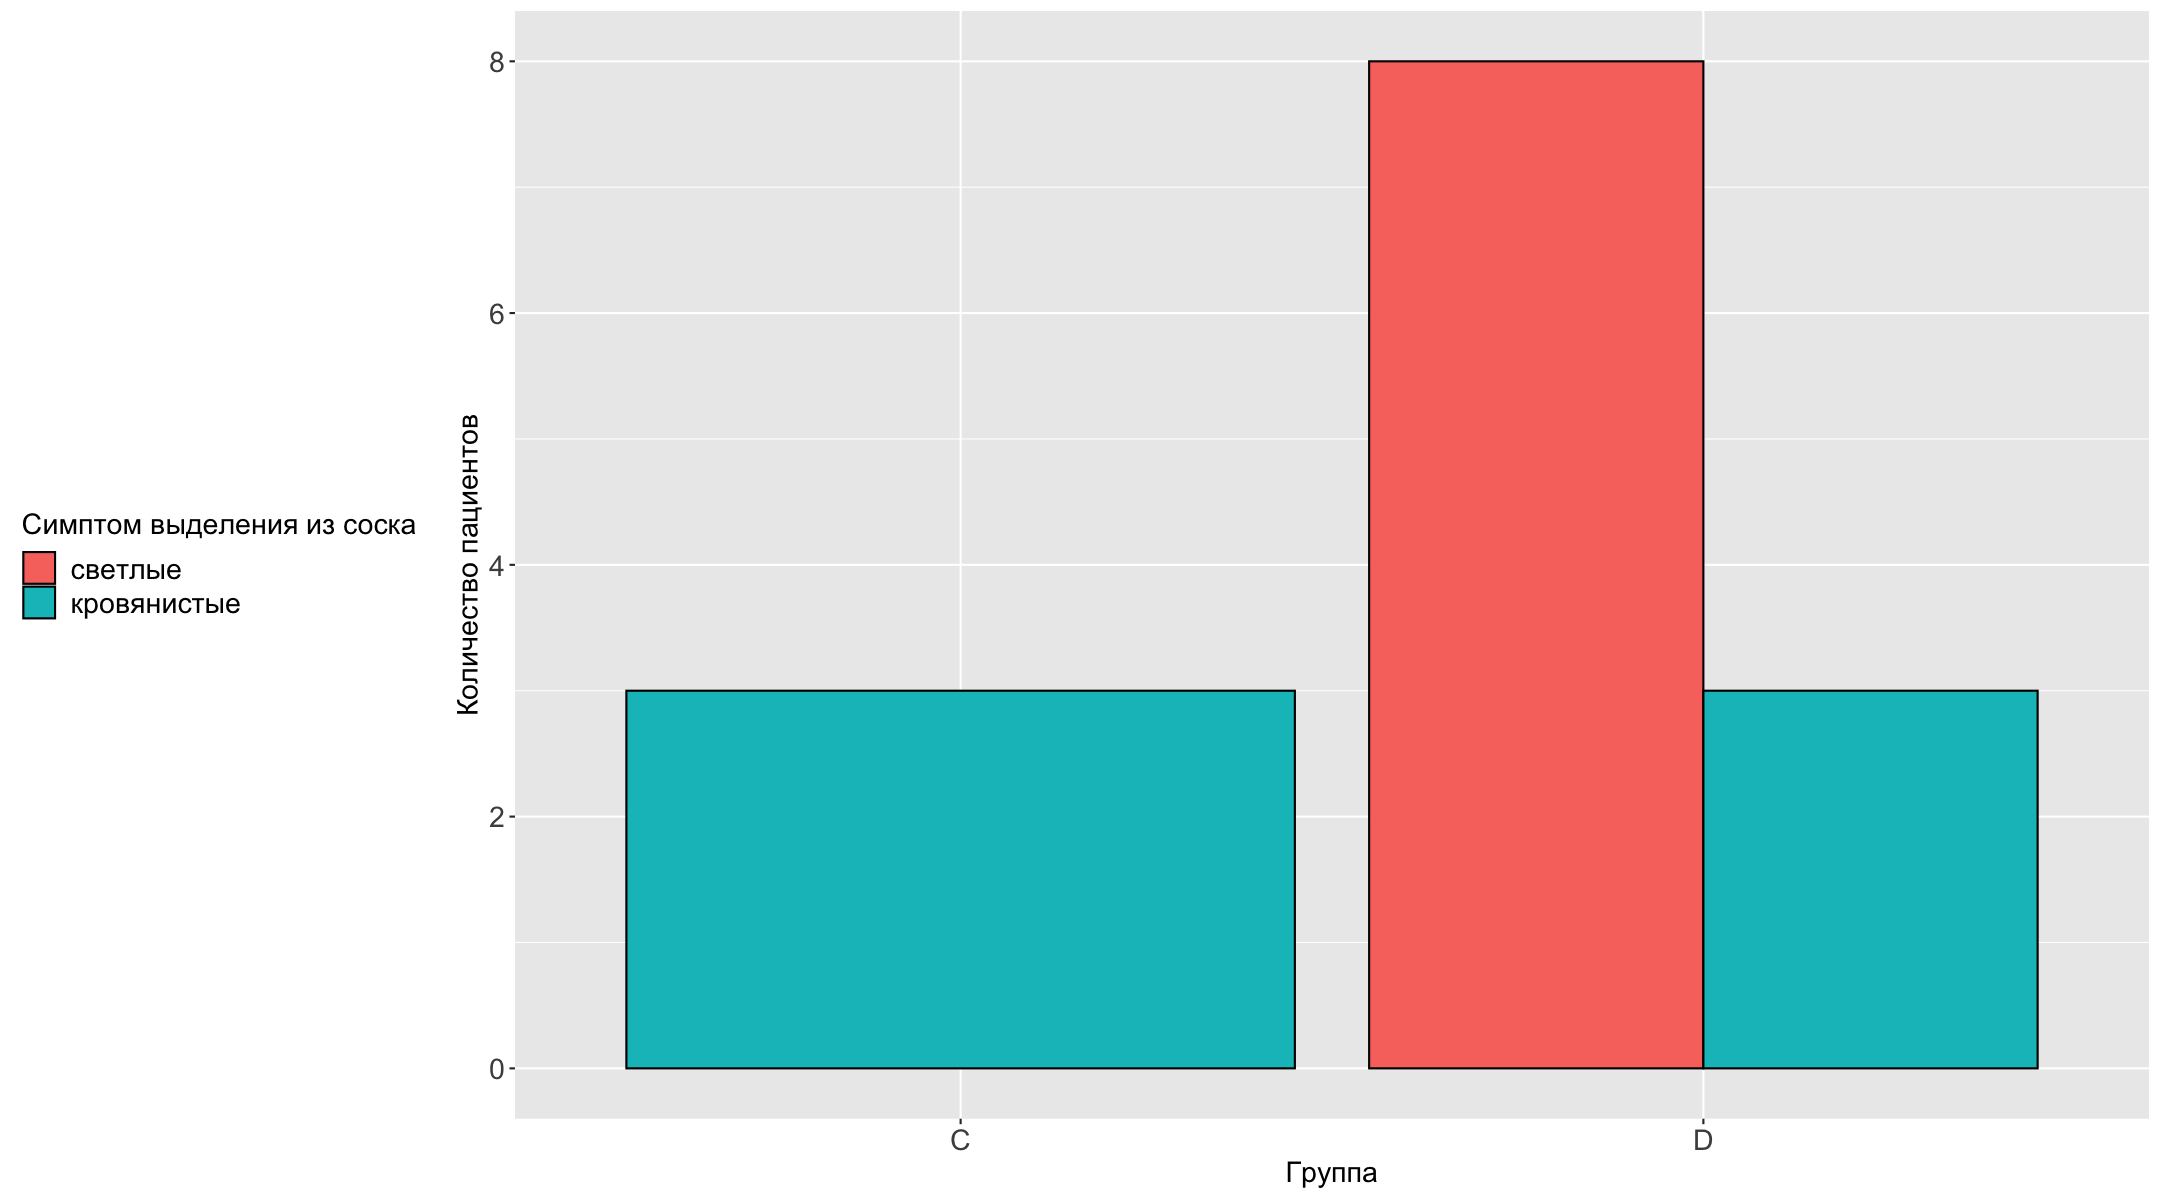 Симптом выделения из соска
светлые
кровянистые
Количество пациентов
8
6
4
2
0
C
D
Группа